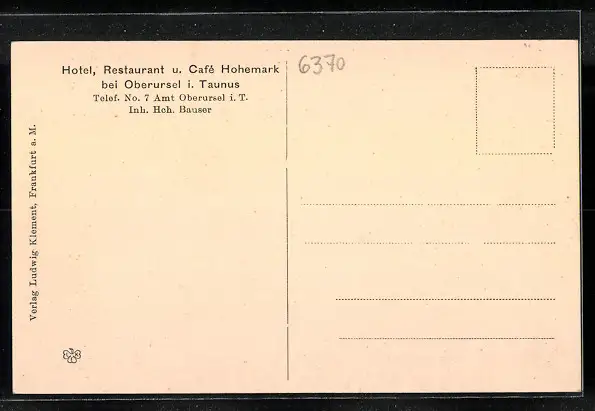 Hotel, Restaurant u. Café Hohemark
bei Oberursel i. Taunus
Telef. No. 7 Amt Oberursel i. T.
Inh. Hch. Bauser
6370
Verlag Ludwig Klement, Frankfurt a. M.